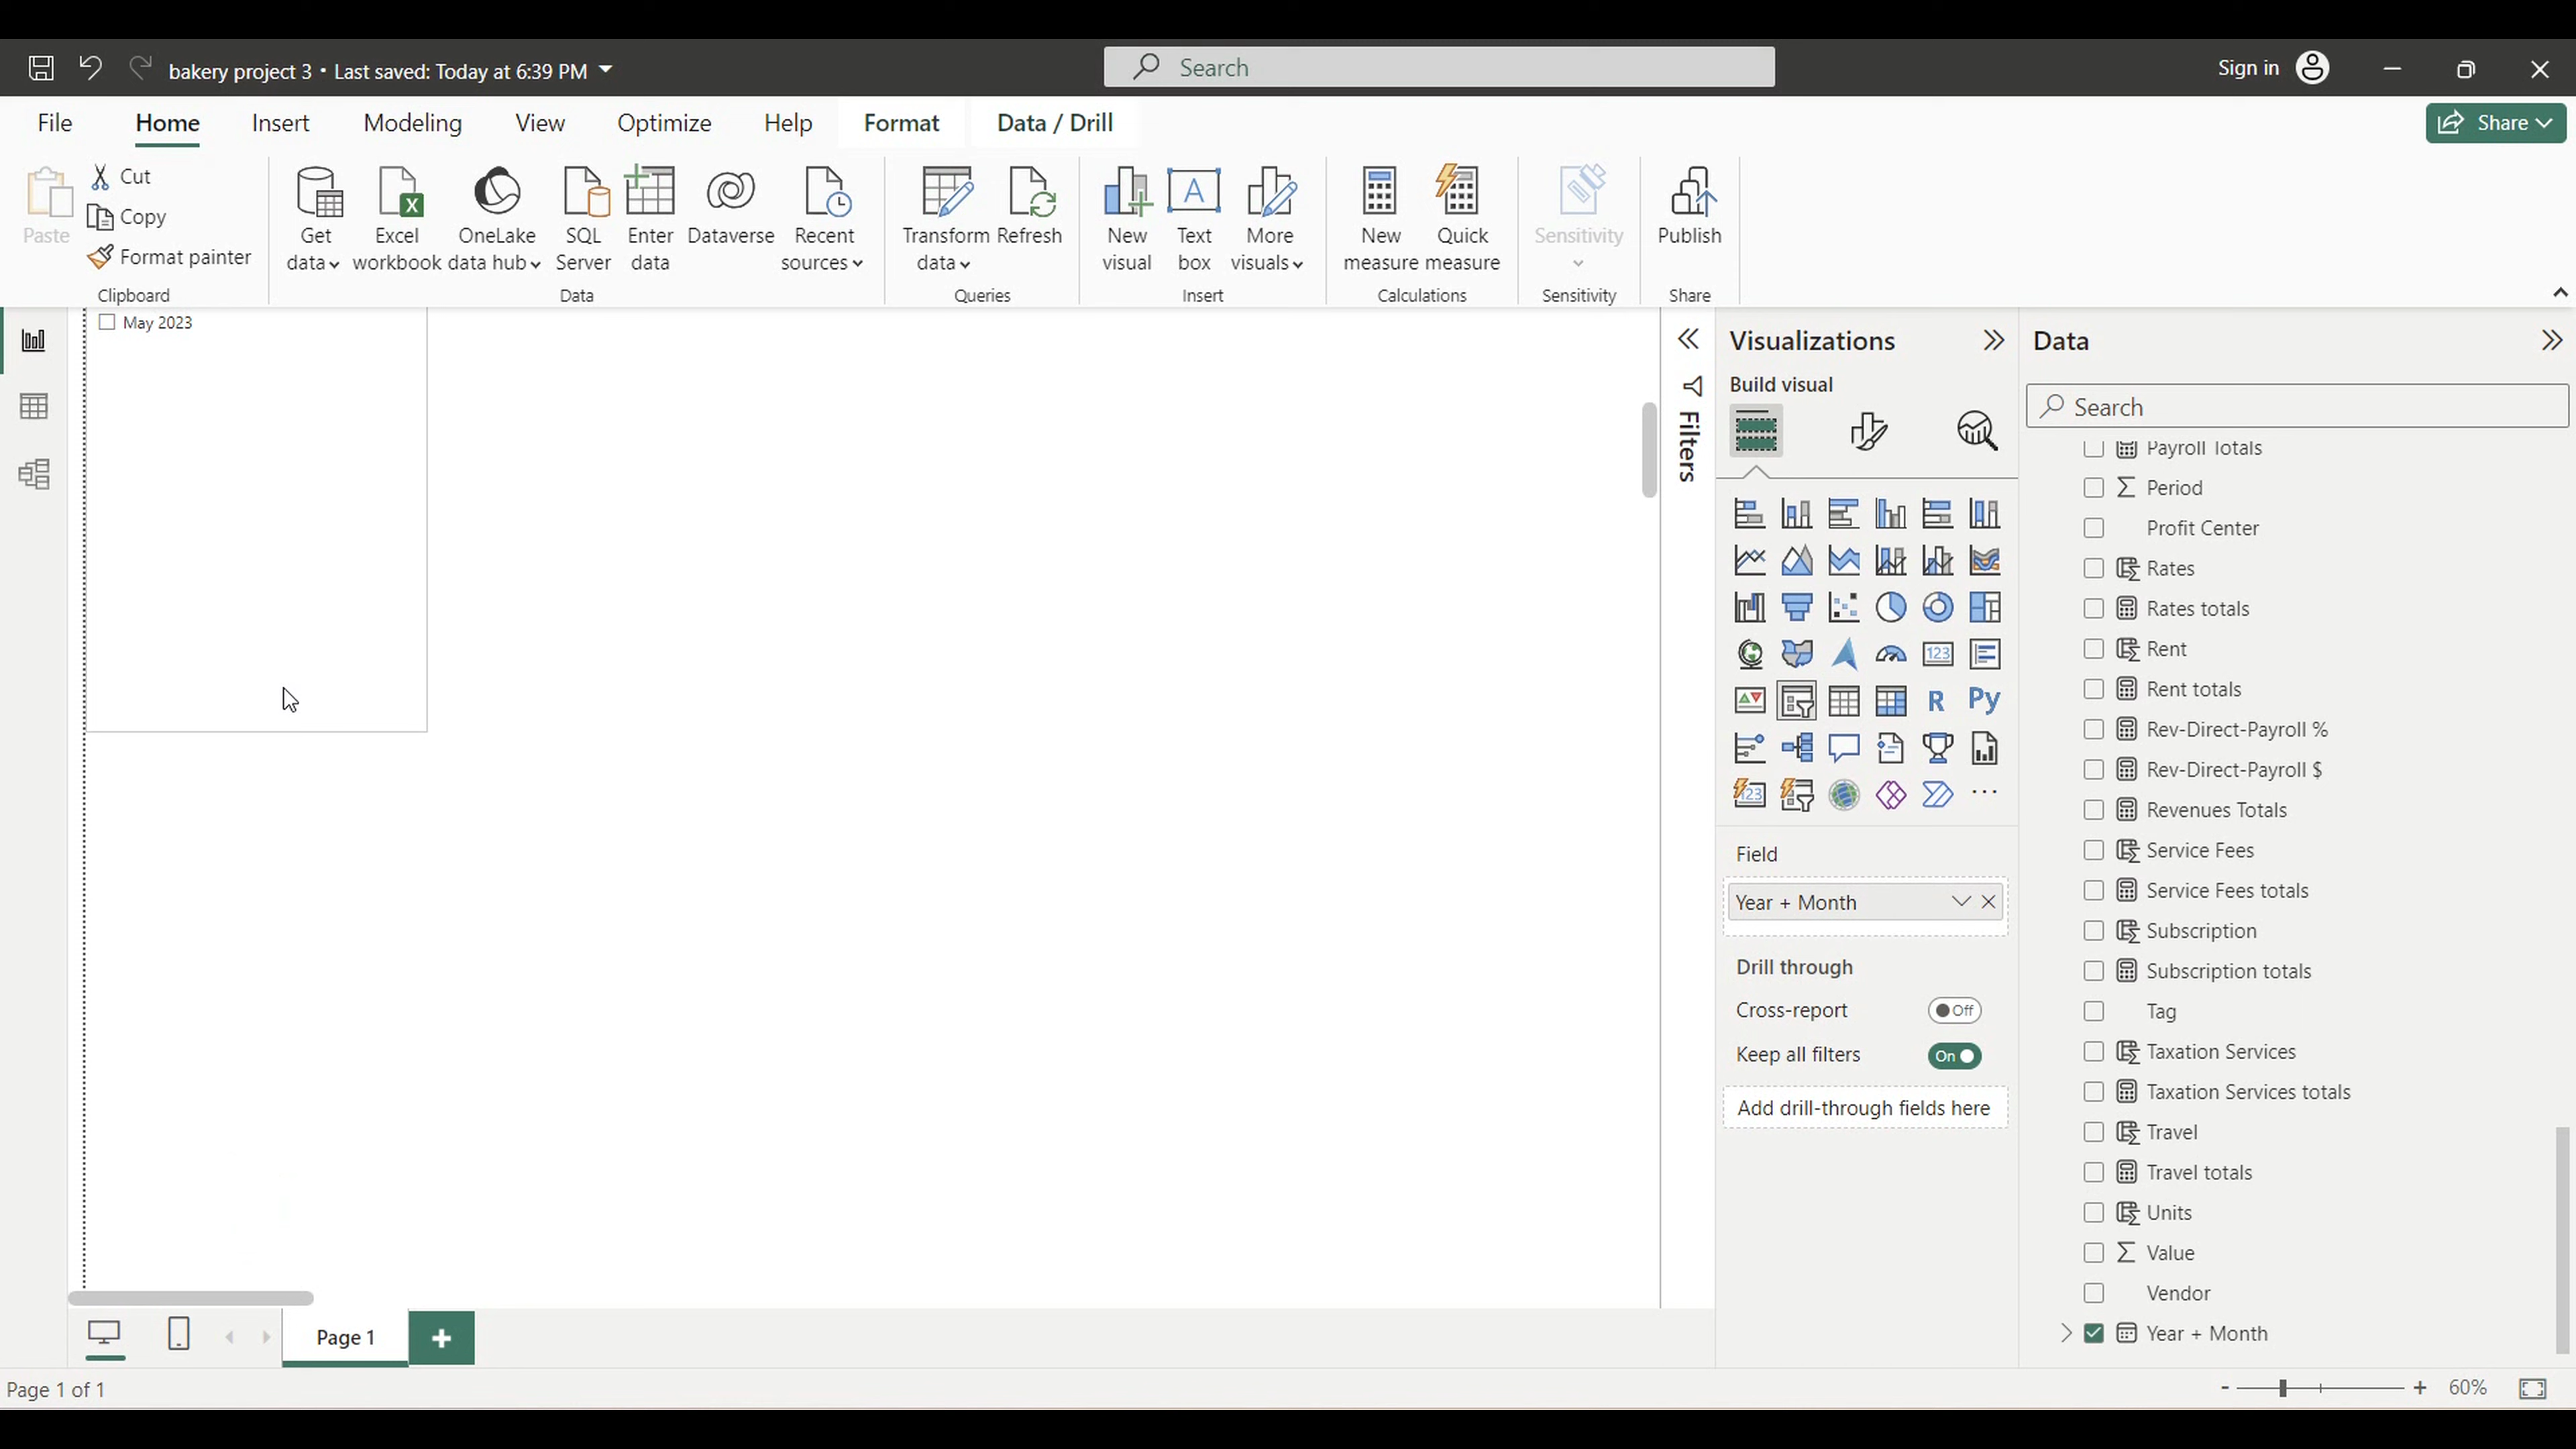 bakery project 3 • Last saved: Today at 6:39 PM
Search
Sign in
File
Home
Insert
Modeling
View
Optimize
Help
Format
Data / Drill
Share
Paste
Cut
Copy
Format painter
Clipboard
Get data
Excel workbook
OneLake data hub
SQL Server
Enter data
Dataverse
Recent sources
Data
Transform data
Refresh
Queries
New visual
Text box
More visuals
Insert
New measure
Quick measure
Calculations
Sensitivity
Sensitivity
Publish
Share
May 2023
Filters
Visualizations
Build visual
R
Py
123
123
Field
Year + Month
Drill through
Cross-report
Off
Keep all filters
On
Add drill-through fields here
Data
Search
Payroll Totals
Period
Profit Center
Rates
Rates totals
Rent
Rent totals
Rev-Direct-Payroll %
Rev-Direct-Payroll $
Revenues Totals
Service Fees
Service Fees totals
Subscription
Subscription totals
Tag
Taxation Services
Taxation Services totals
Travel
Travel totals
Units
Value
Vendor
Year + Month
Page 1
Page 1 of 1
- + 60%